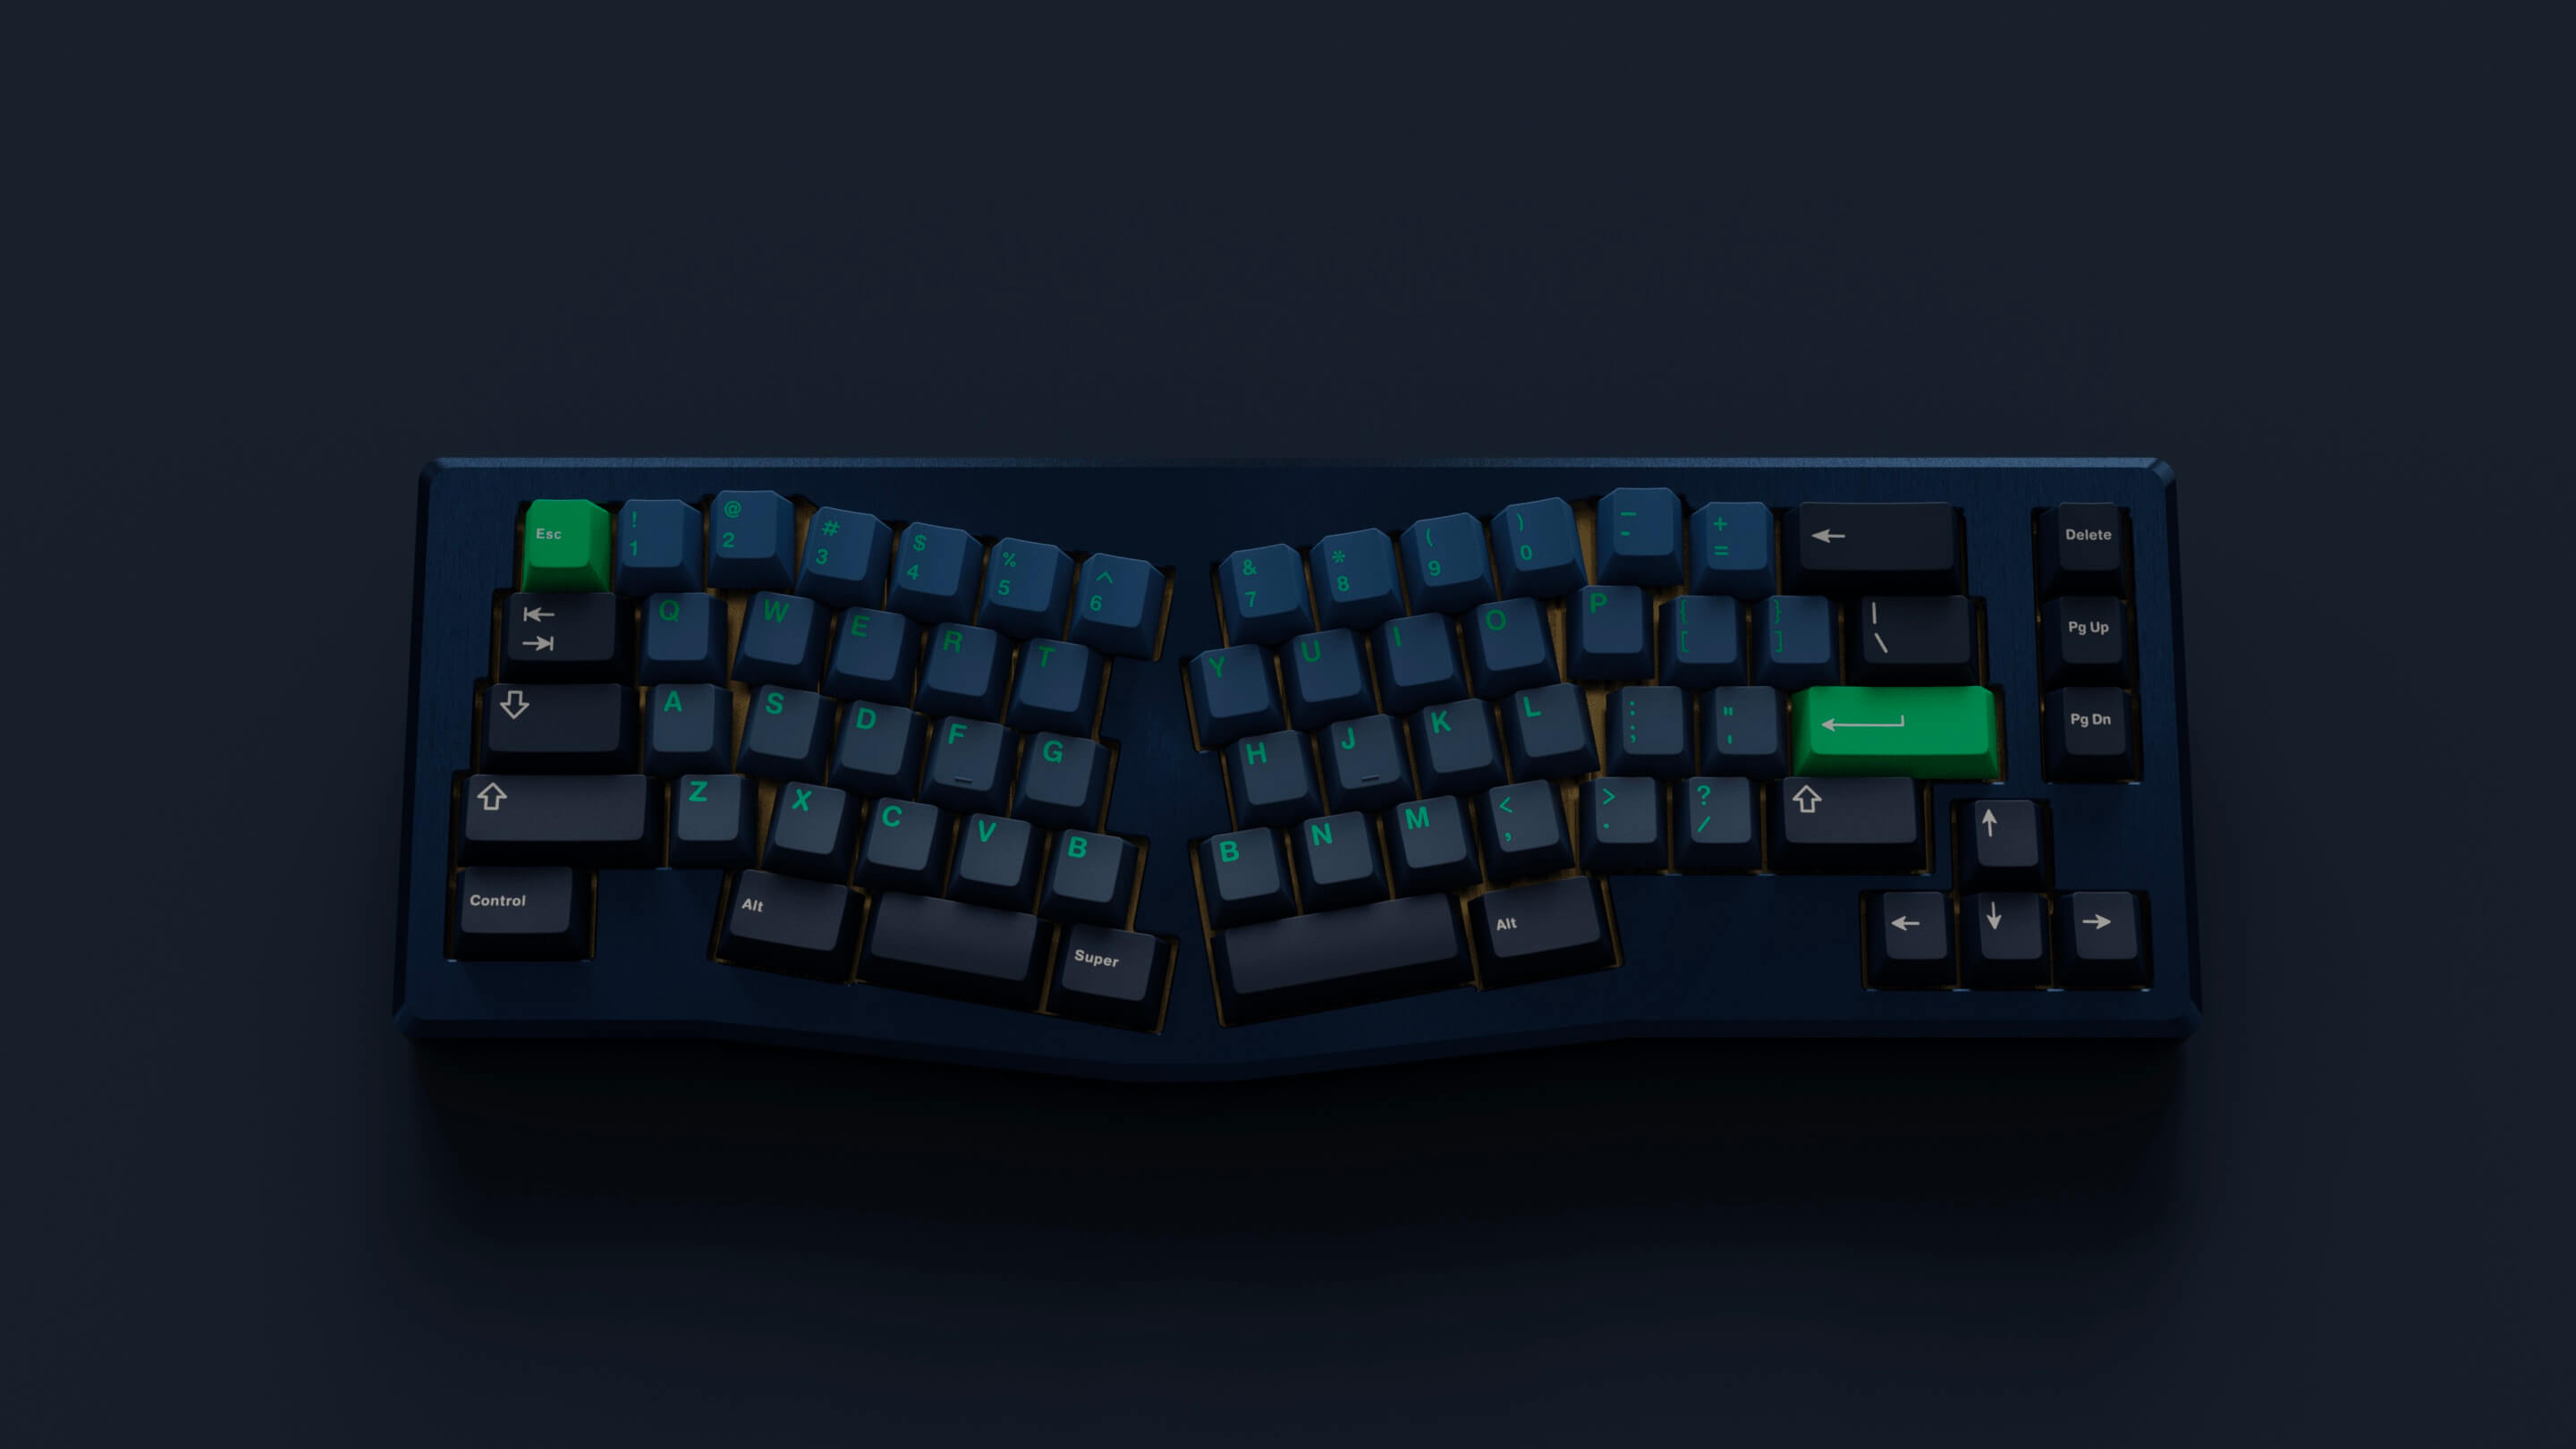 Esc ! 1 @ 2 # 3 $ 4 % 5 ^ 6 & 7 * 8 ( 9 ) 0 _ - + = ← Delete
⇤ ⇥ Q W E R T Y U I O P { [ } ] | \ Pg Up
⇩ A S D F G H J K L : ; " ' ← Pg Dn
⇧ Z X C V B B N M < , > . ? / ⇧ ↑
Control Alt Super Alt ← ↓ →